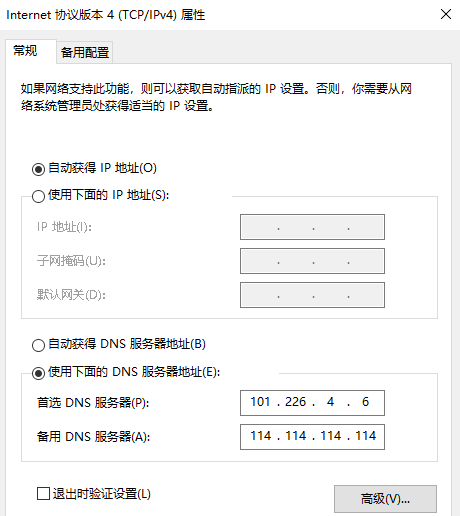 Internet 协议版本 4 (TCP/IPv4) 属性
常规
备用配置
如果网络支持此功能，则可以获取自动指派的 IP 设置。否则，你需要从网
络系统管理员处获得适当的 IP 设置。
自动获得 IP 地址(O)
使用下面的 IP 地址(S):
IP 地址(I):
. . .
子网掩码(U):
. . .
默认网关(D):
. . .
自动获得 DNS 服务器地址(B)
使用下面的 DNS 服务器地址(E):
首选 DNS 服务器(P):
101 . 226 . 4 . 6
备用 DNS 服务器(A):
114 . 114 . 114 . 114
退出时验证设置(L)
高级(V)...